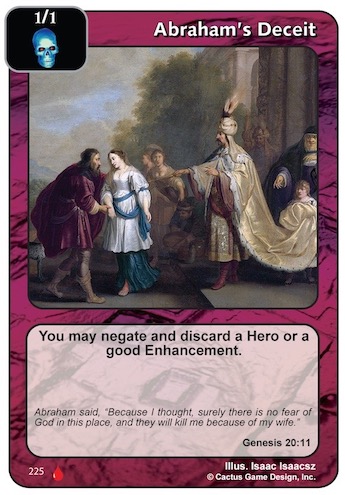 1/1
Abraham's Deceit
You may negate and discard a Hero or a
good Enhancement.
Abraham said, “Because I thought, surely there is no fear of
God in this place, and they will kill me because of my wife.”
Genesis 20:11
225
Illus. Isaac Isaacsz
© Cactus Game Design, Inc.